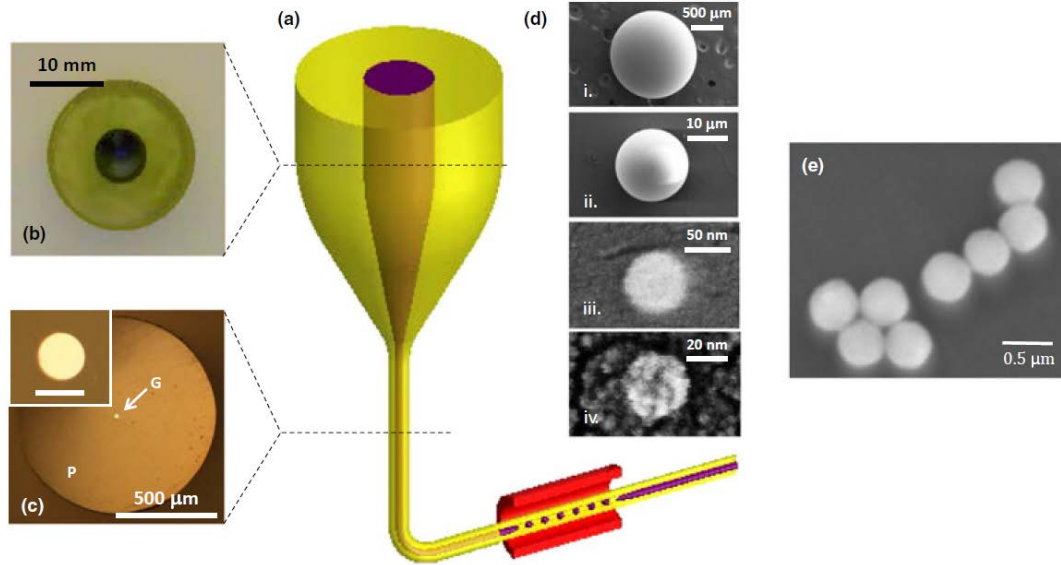 (a)
(d)
10 mm
(b)
G
P
500 μm
(c)
500 μm
i.
10 μm
ii.
50 nm
iii.
20 nm
iv.
(e)
0.5 μm